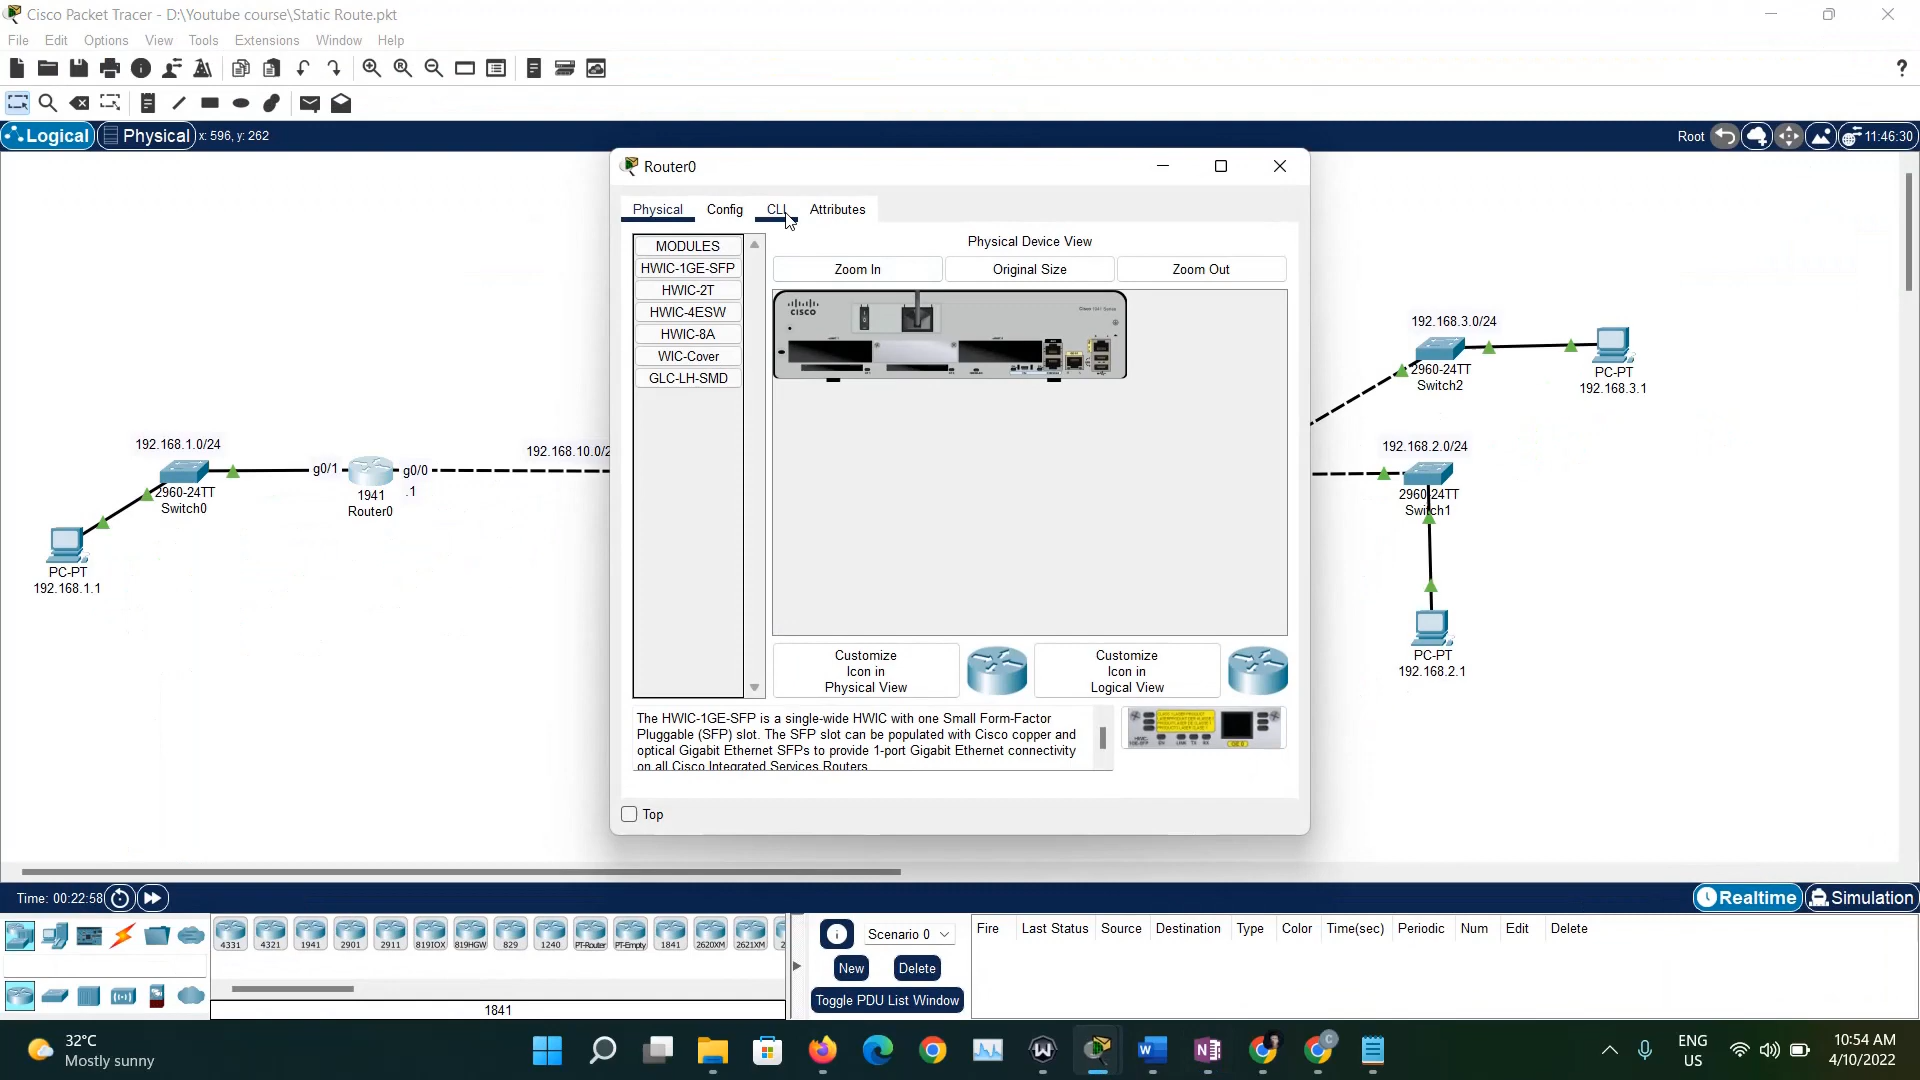 Cisco Packet Tracer - D:\Youtube course\Static Route.pkt
File Edit Options View Tools Extensions Window Help
?
Logical Physical x: 596, y: 262 Root 11:46:30
Router0
Physical Config CLI Attributes
MODULES
HWIC-1GE-SFP
HWIC-2T
HWIC-4ESW
HWIC-8A
WIC-Cover
GLC-LH-SMD
Physical Device View
Zoom In Original Size Zoom Out
CISCO
Customize
Icon in
Physical View
Customize
Icon in
Logical View
The HWIC-1GE-SFP is a single-wide HWIC with one Small Form-Factor
Pluggable (SFP) slot. The SFP slot can be populated with Cisco copper and
optical Gigabit Ethernet SFPs to provide 1-port Gigabit Ethernet connectivity
on all Cisco Integrated Services Routers
Top
192.168.1.0/24
2960-24TT
Switch0
PC-PT
192.168.1.1
g0/1
1941
Router0
g0/0
.1
192.168.10.0/2
192.168.3.0/24
2960-24TT
Switch2
PC-PT
192.168.3.1
192.168.2.0/24
2960-24TT
Switch1
PC-PT
192.168.2.1
Time: 00:22:58 Realtime Simulation
4331 4321 1941 2901 2911 819IOX 819HGW 829 1240 PT-Router PT-Empty 1841 2620XM 2621XM 2
1841
Scenario 0
New Delete
Toggle PDU List Window
Fire Last Status Source Destination Type Color Time(sec) Periodic Num Edit Delete
32°C
Mostly sunny
ENG
US
10:54 AM
4/10/2022